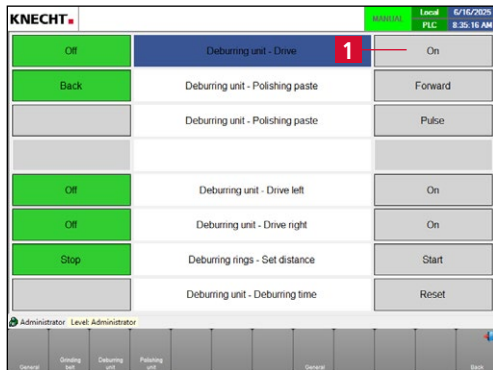 KNECHT
MANUAL
Local 6/16/2025
PLC 8:35:16 AM
Off Deburring unit - Drive 1 On
Back Deburring unit - Polishing paste Forward
Deburring unit - Polishing paste Pulse
Off Deburring unit - Drive left On
Off Deburring unit - Drive right On
Stop Deburring rings - Set distance Start
Deburring unit - Deburring time Reset
Administrator Level: Administrator
General Grinding belt Deburring unit Polishing unit General Back